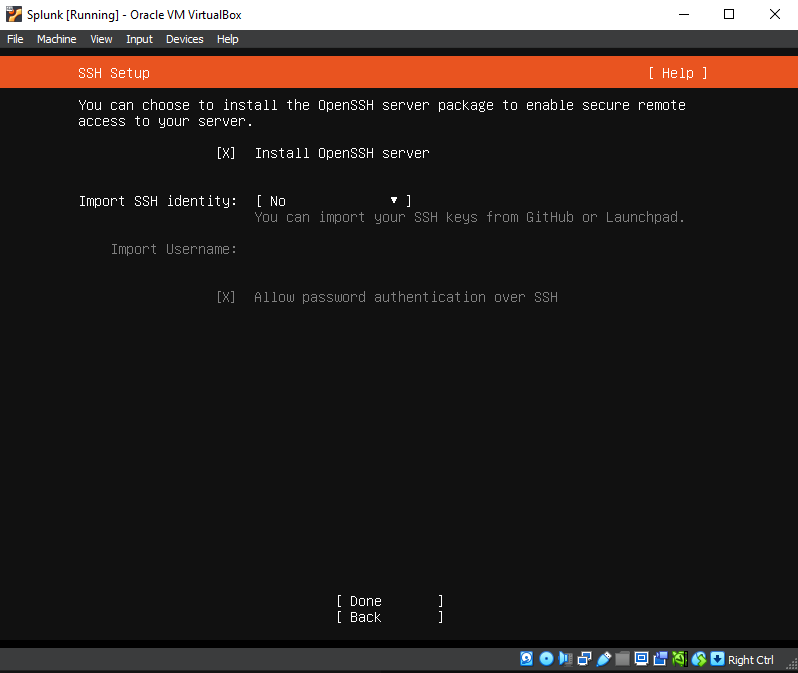 Splunk [Running] - Oracle VM VirtualBox
File Machine View Input Devices Help
SSH Setup [ Help ]
You can choose to install the OpenSSH server package to enable secure remote
access to your server.
[X] Install OpenSSH server
Import SSH identity: [ No ▼ ]
You can import your SSH keys from GitHub or Launchpad.
Import Username:
[X] Allow password authentication over SSH
[ Done ]
[ Back ]
Right Ctrl